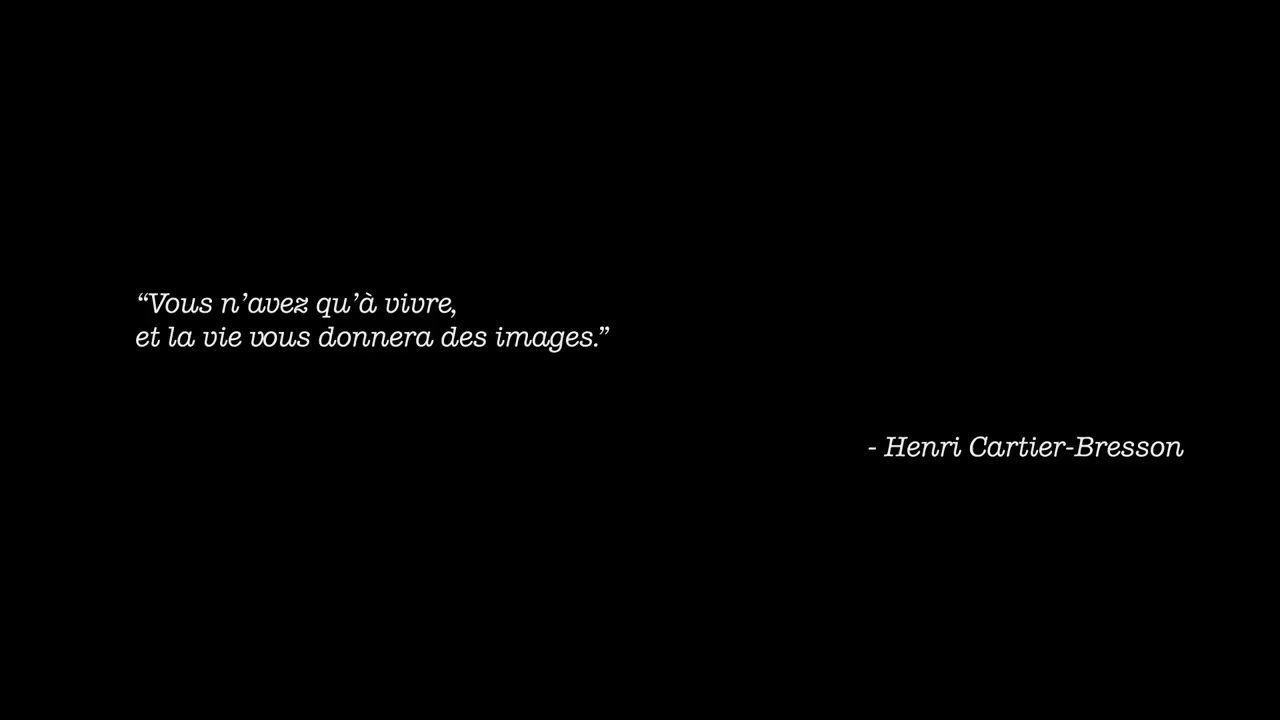 “Vous n’avez qu’à vivre,
et la vie vous donnera des images.”
- Henri Cartier-Bresson